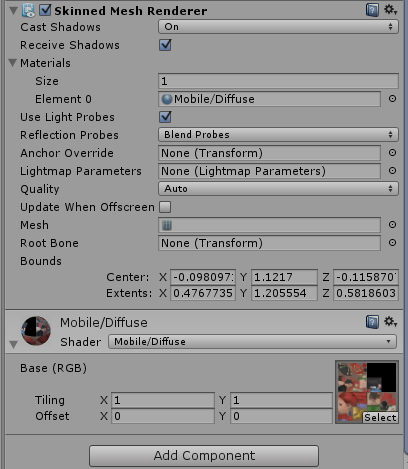 Skinned Mesh Renderer
Cast Shadows On
Receive Shadows
Materials
Size 1
Element 0 Mobile/Diffuse
Use Light Probes
Reflection Probes Blend Probes
Anchor Override None (Transform)
Lightmap Parameters None (Lightmap Parameters)
Quality Auto
Update When Offscreen
Mesh
Root Bone None (Transform)
Bounds
Center: X -0.098097 Y 1.1217 Z -0.115870
Extents: X 0.4767735 Y 1.205554 Z 0.5818603
Mobile/Diffuse
Shader Mobile/Diffuse
Base (RGB)
Tiling X 1 Y 1
Offset X 0 Y 0
Select
Add Component